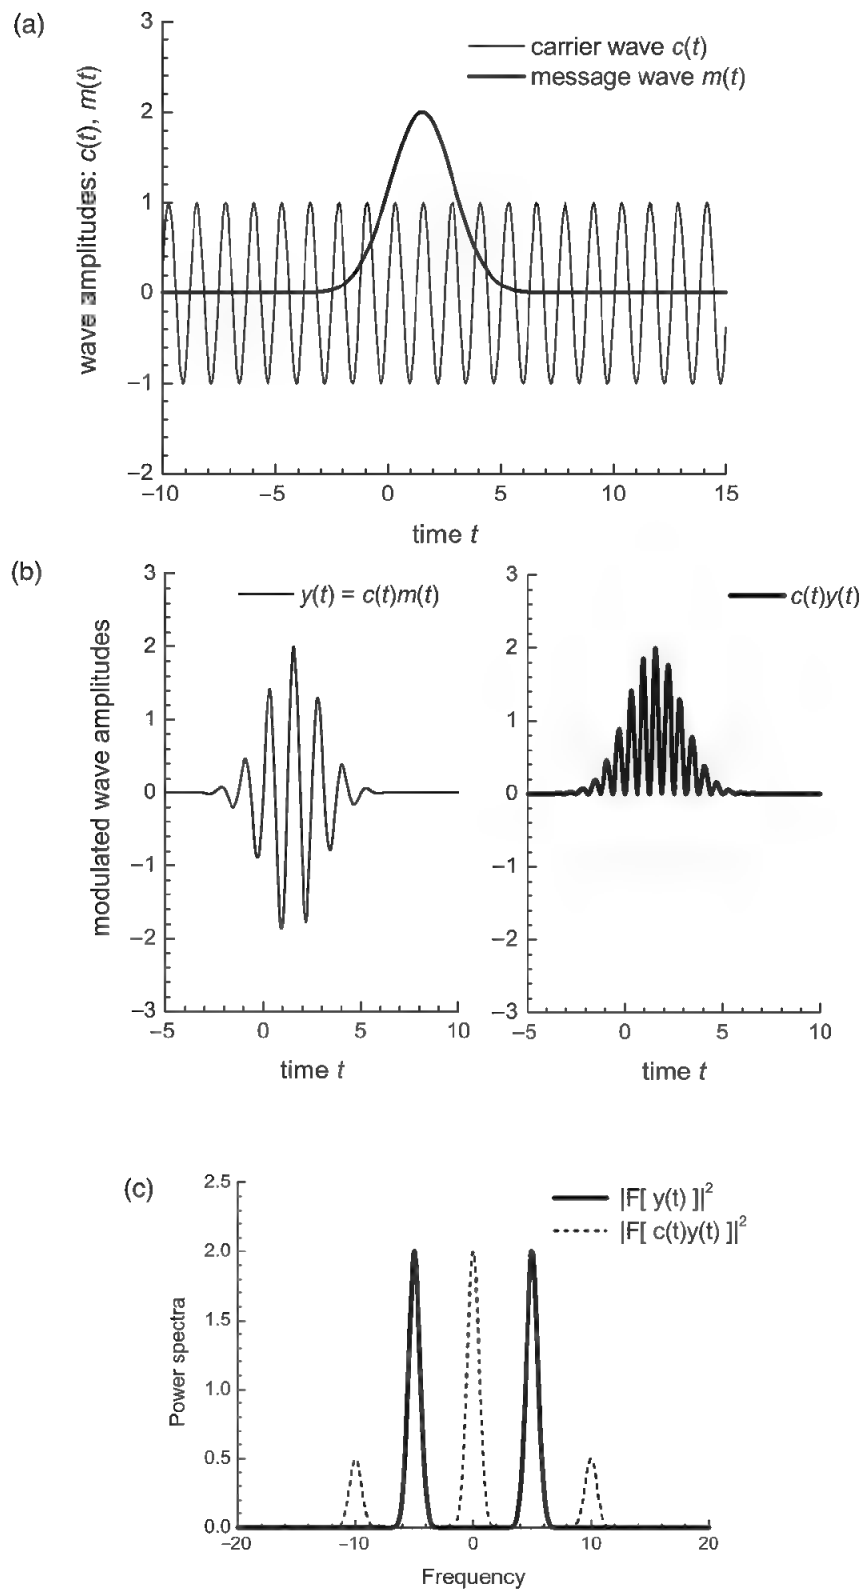 (a)
3
2
1
0
−1
−2
wave amplitudes: c(t), m(t)
carrier wave c(t)
message wave m(t)
−10 −5 0 5 10 15
time t
(b)
3
2
1
0
−1
−2
−3
modulated wave amplitudes
y(t) = c(t)m(t)
−5 0 5 10
time t
3
2
1
0
−1
−2
−3
c(t)y(t)
−5 0 5 10
time t
(c)
2.5
2.0
1.5
1.0
0.5
0.0
Power spectra
|F[ y(t) ]|²
|F[ c(t)y(t) ]|²
−20 −10 0 10 20
Frequency